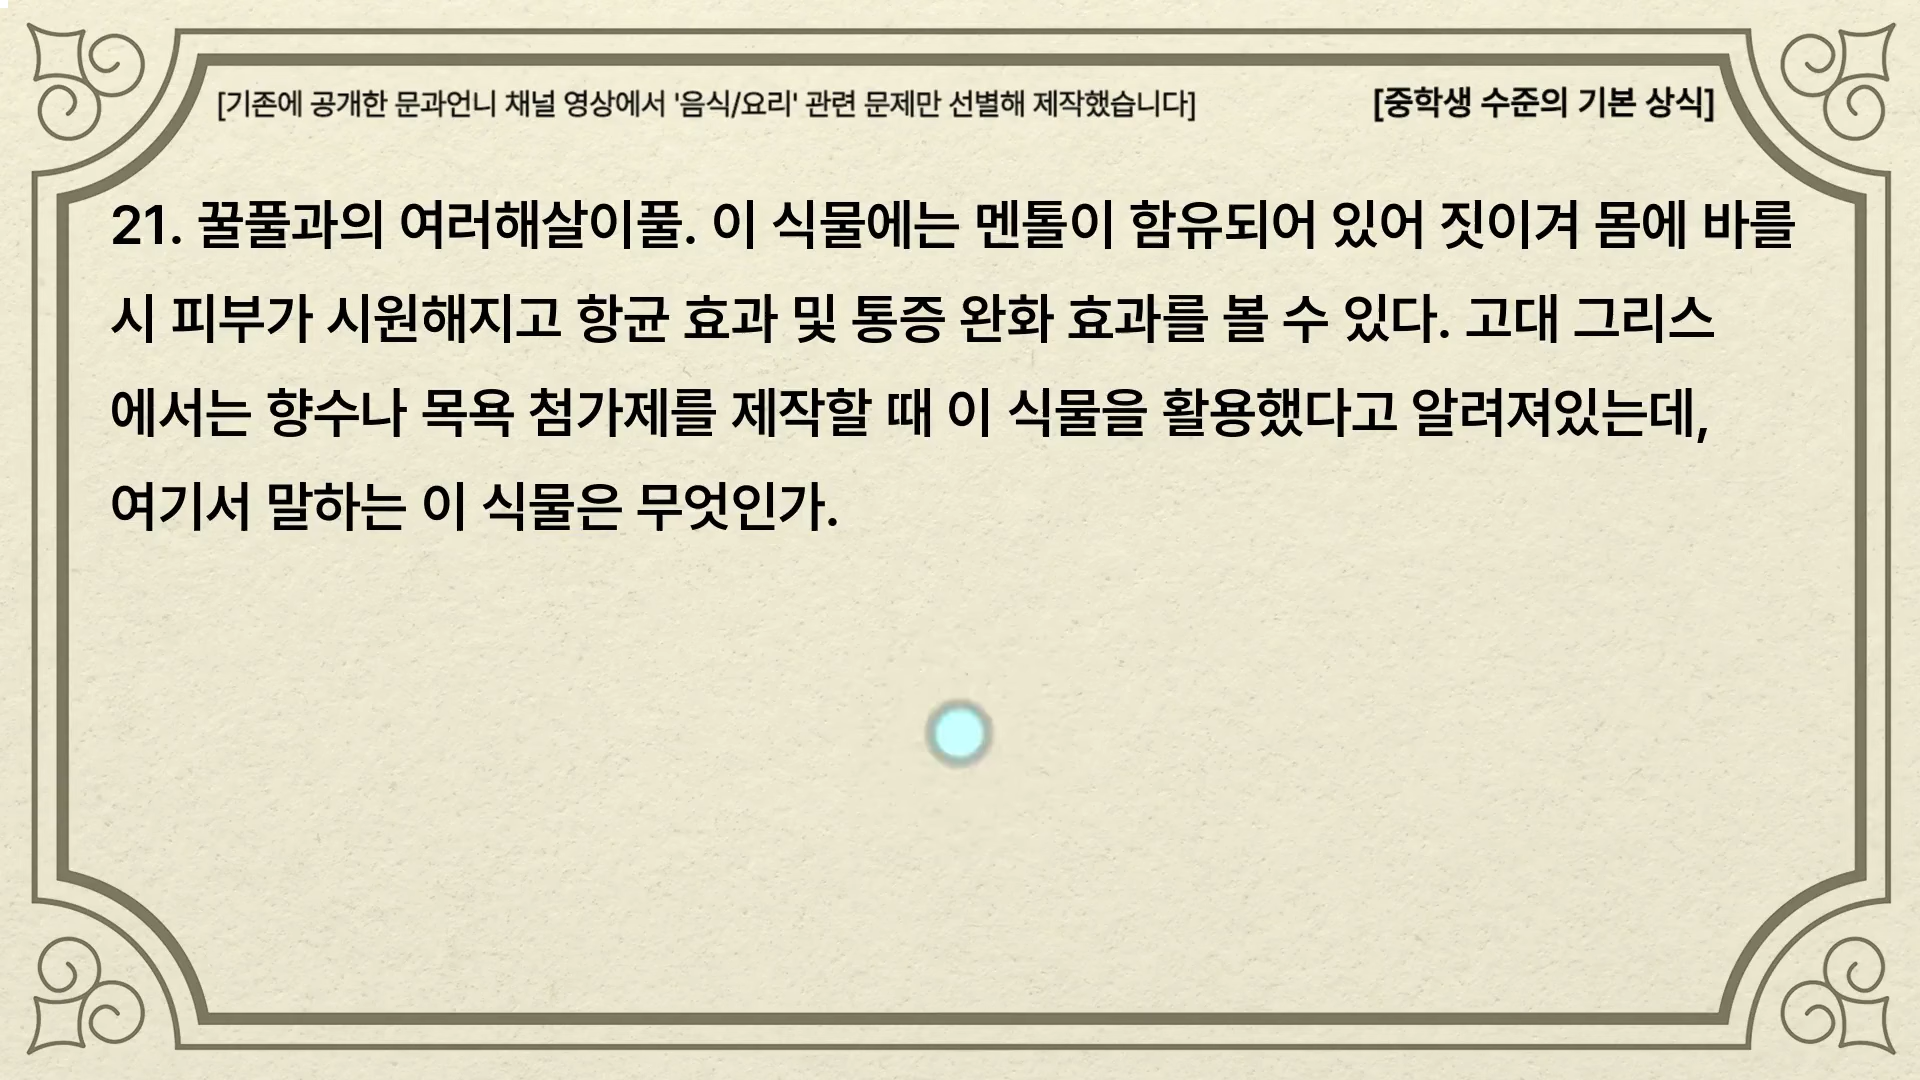 [기존에 공개한 문과언니 채널 영상에서 '음식/요리' 관련 문제만 선별해 제작했습니다]
[중학생 수준의 기본 상식]
21. 꿀풀과의 여러해살이풀. 이 식물에는 멘톨이 함유되어 있어 짓이겨 몸에 바를
시 피부가 시원해지고 항균 효과 및 통증 완화 효과를 볼 수 있다. 고대 그리스
에서는 향수나 목욕 첨가제를 제작할 때 이 식물을 활용했다고 알려져있는데,
여기서 말하는 이 식물은 무엇인가.